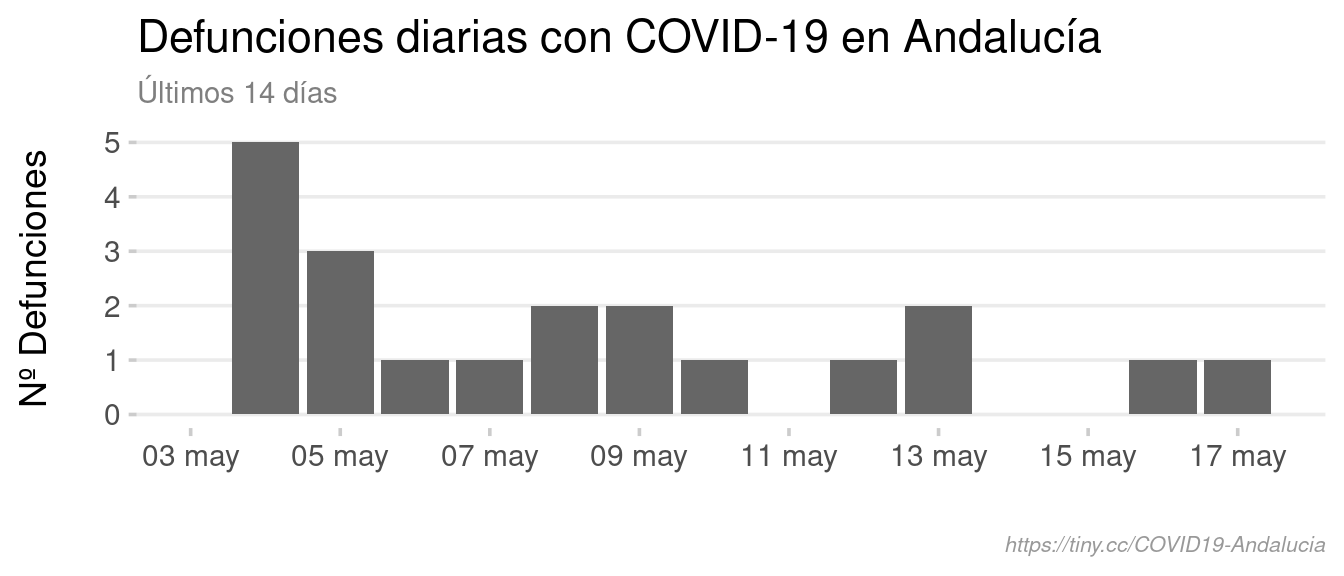 Defunciones diarias con COVID-19 en Andalucía
Últimos 14 días
Nº Defunciones
5
4
3
2
1
0
03 may 05 may 07 may 09 may 11 may 13 may 15 may 17 may
https://tiny.cc/COVID19-Andalucia